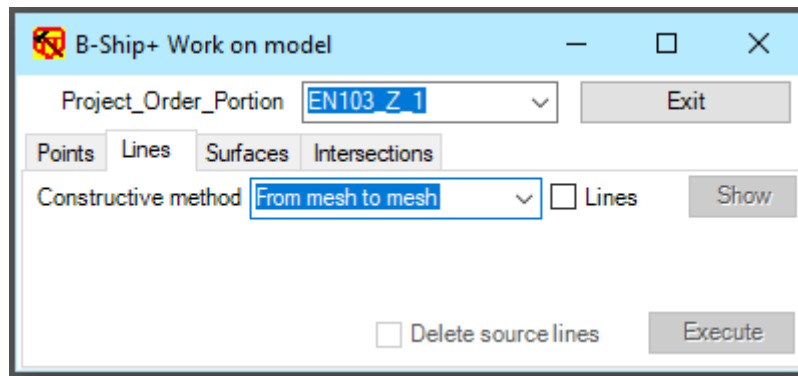 B-Ship+ Work on model
Project_Order_Portion EN103_Z_1 Exit
Points Lines Surfaces Intersections
Constructive method From mesh to mesh Lines Show
Delete source lines Execute